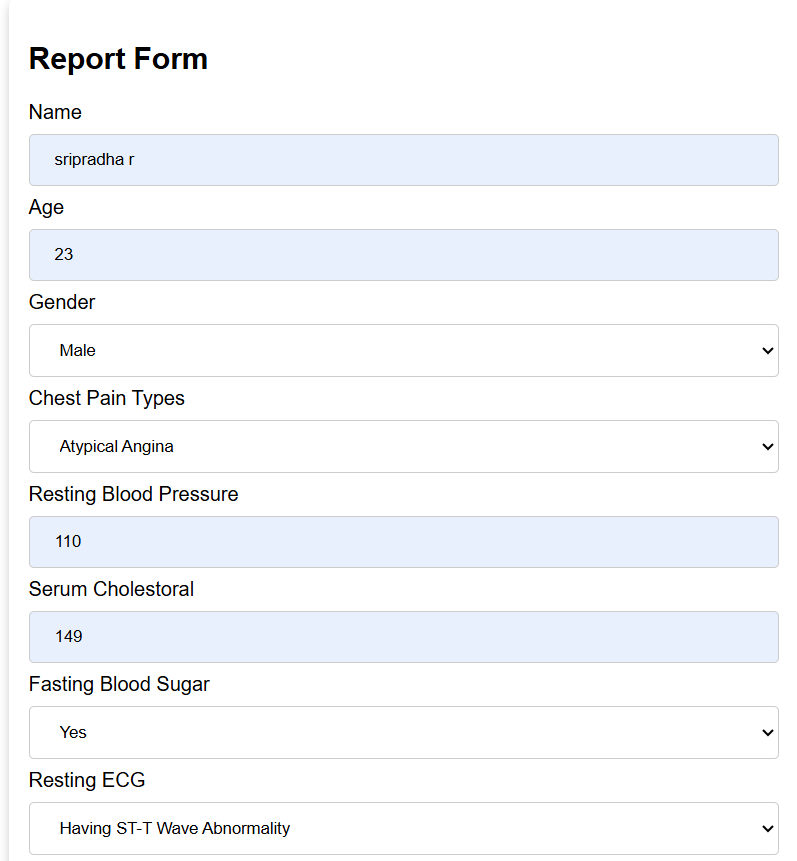 Report Form
Name
sripradha r
Age
23
Gender
Male
Chest Pain Types
Atypical Angina
Resting Blood Pressure
110
Serum Cholestoral
149
Fasting Blood Sugar
Yes
Resting ECG
Having ST-T Wave Abnormality